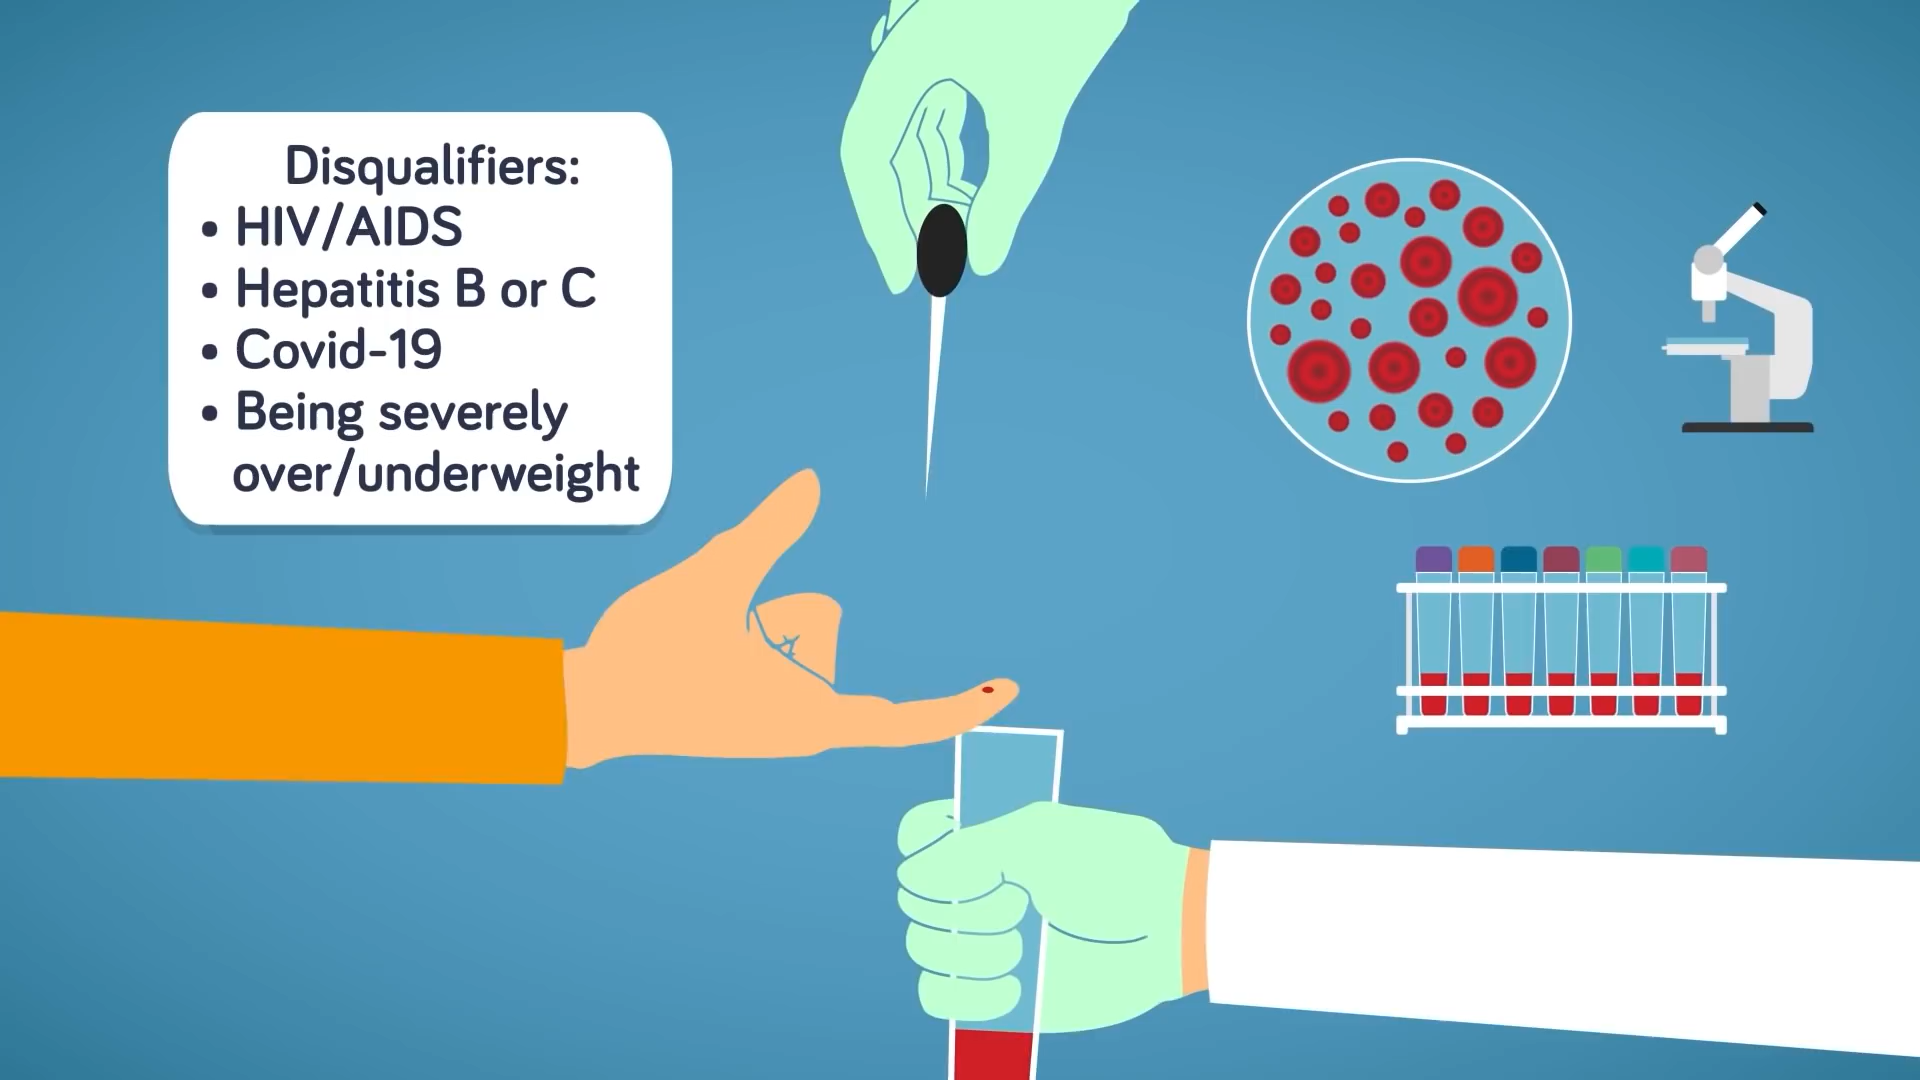 Disqualifiers:
• HIV/AIDS
• Hepatitis B or C
• Covid-19
• Being severely
over/underweight